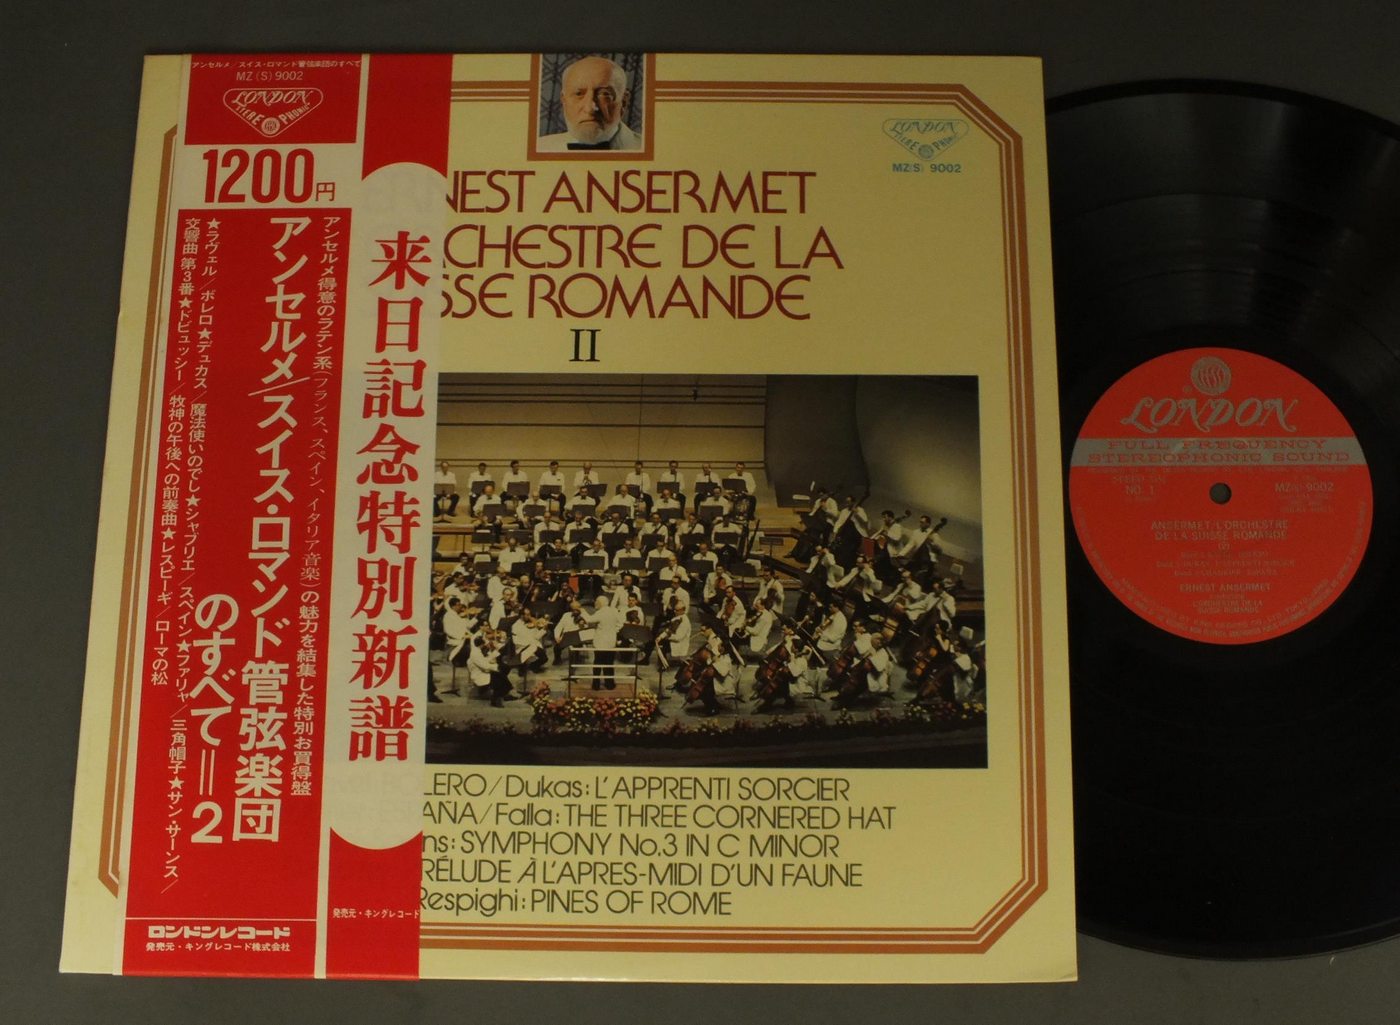 アンセルメ/スイス・ロマンド管弦楽団のすべて
MZ(S)9002
LONDON
STEREO PHONIC
1200円
アンセルメ得意のラテン系(フランス、スペイン、イタリア音楽)の魅力を結集した特別お買得盤
アンセルメ/スイス・ロマンド管弦楽団
のすべて=2
★ラヴェル/ボレロ★デュカス/魔法使いのでし★シャブリエ/スペイン★ファリャ/三角帽子★サン・サーンス/
交響曲 第3番★ドビュッシー/牧神の午後への前奏曲★レスピーギ/ローマの松
ロンドンレコード
発売元・キングレコード株式会社
来日記念特別新譜
発売元・キングレコード
LONDON
STEREO PHONIC
MZ(S) 9002
NEST ANSERMET
CHESTRE DE LA
SSE ROMANDE
II
LERO/Dukas: L'APPRENTI SORCIER
AÑA/Falla: THE THREE CORNERED HAT
ns: SYMPHONY No.3 IN C MINOR
RÉLUDE À L'APRES-MIDI D'UN FAUNE
Respighi: PINES OF ROME
LONDON
FULL FREQUENCY
STEREOPHONIC SOUND
NO. 1
MZ(S) 9002
ANSERMET/L'ORCHESTRE
DE LA SUISSE ROMANDE
ERNEST ANSERMET
L'ORCHESTRE DE LA
SUISSE ROMANDE